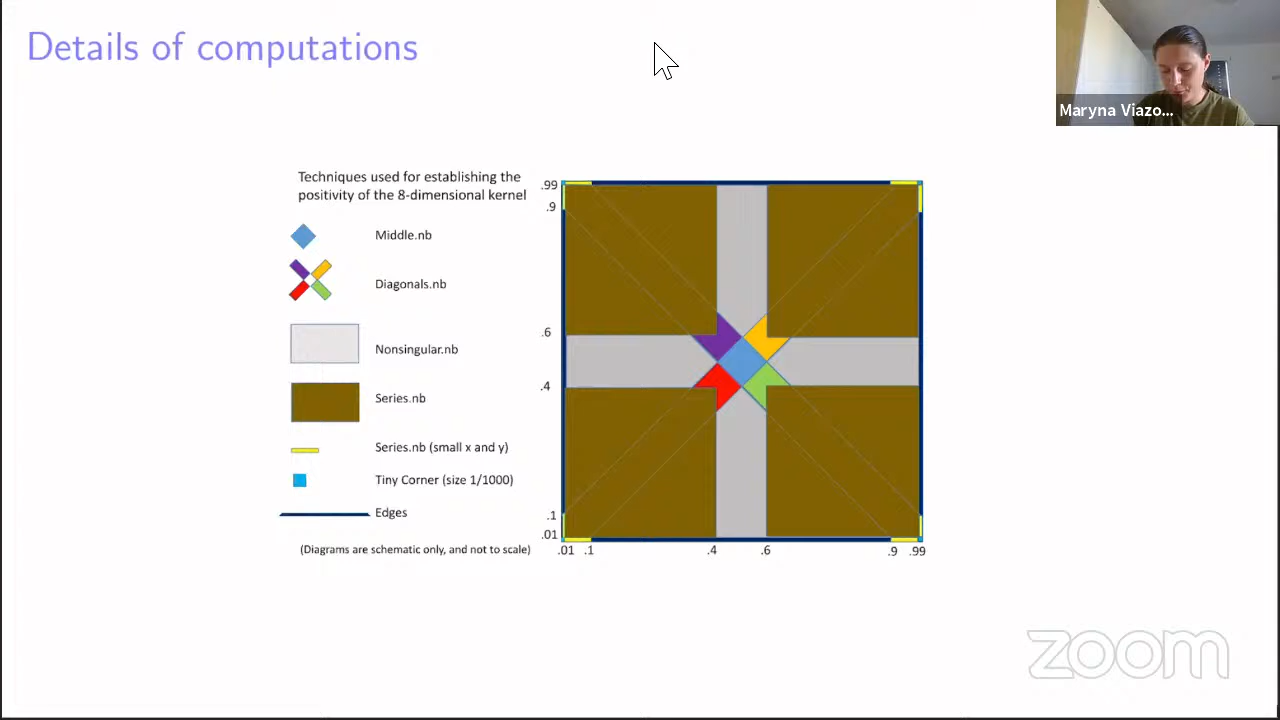 Details of computations
Maryna Viazo...
Techniques used for establishing the
positivity of the 8-dimensional kernel
Middle.nb
Diagonals.nb
Nonsingular.nb
Series.nb
Series.nb (small x and y)
Tiny Corner (size 1/1000)
Edges
(Diagrams are schematic only, and not to scale)
.99
.9
.6
.4
.1
.01
.01 .1 .4 .6 .9 .99
zoom